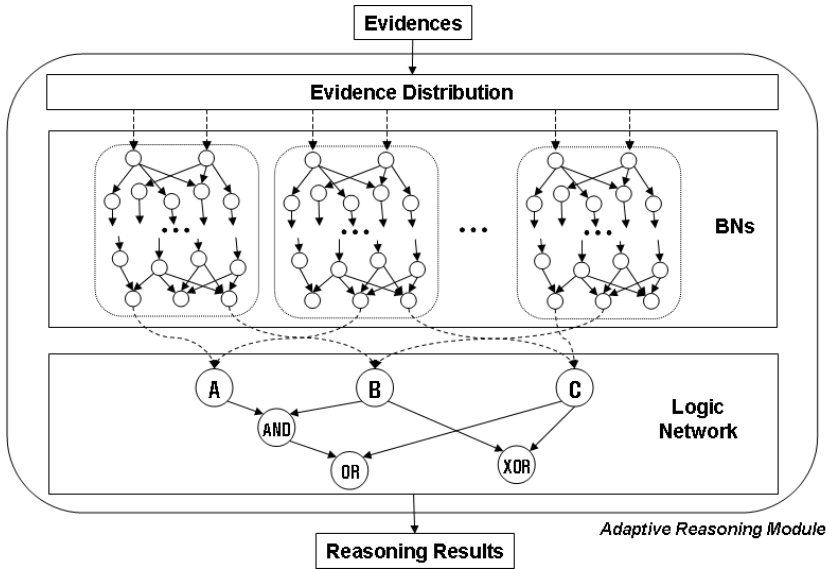 Evidences
Evidence Distribution
BNs
A
B
C
AND
OR
XOR
Logic
Network
Adaptive Reasoning Module
Reasoning Results